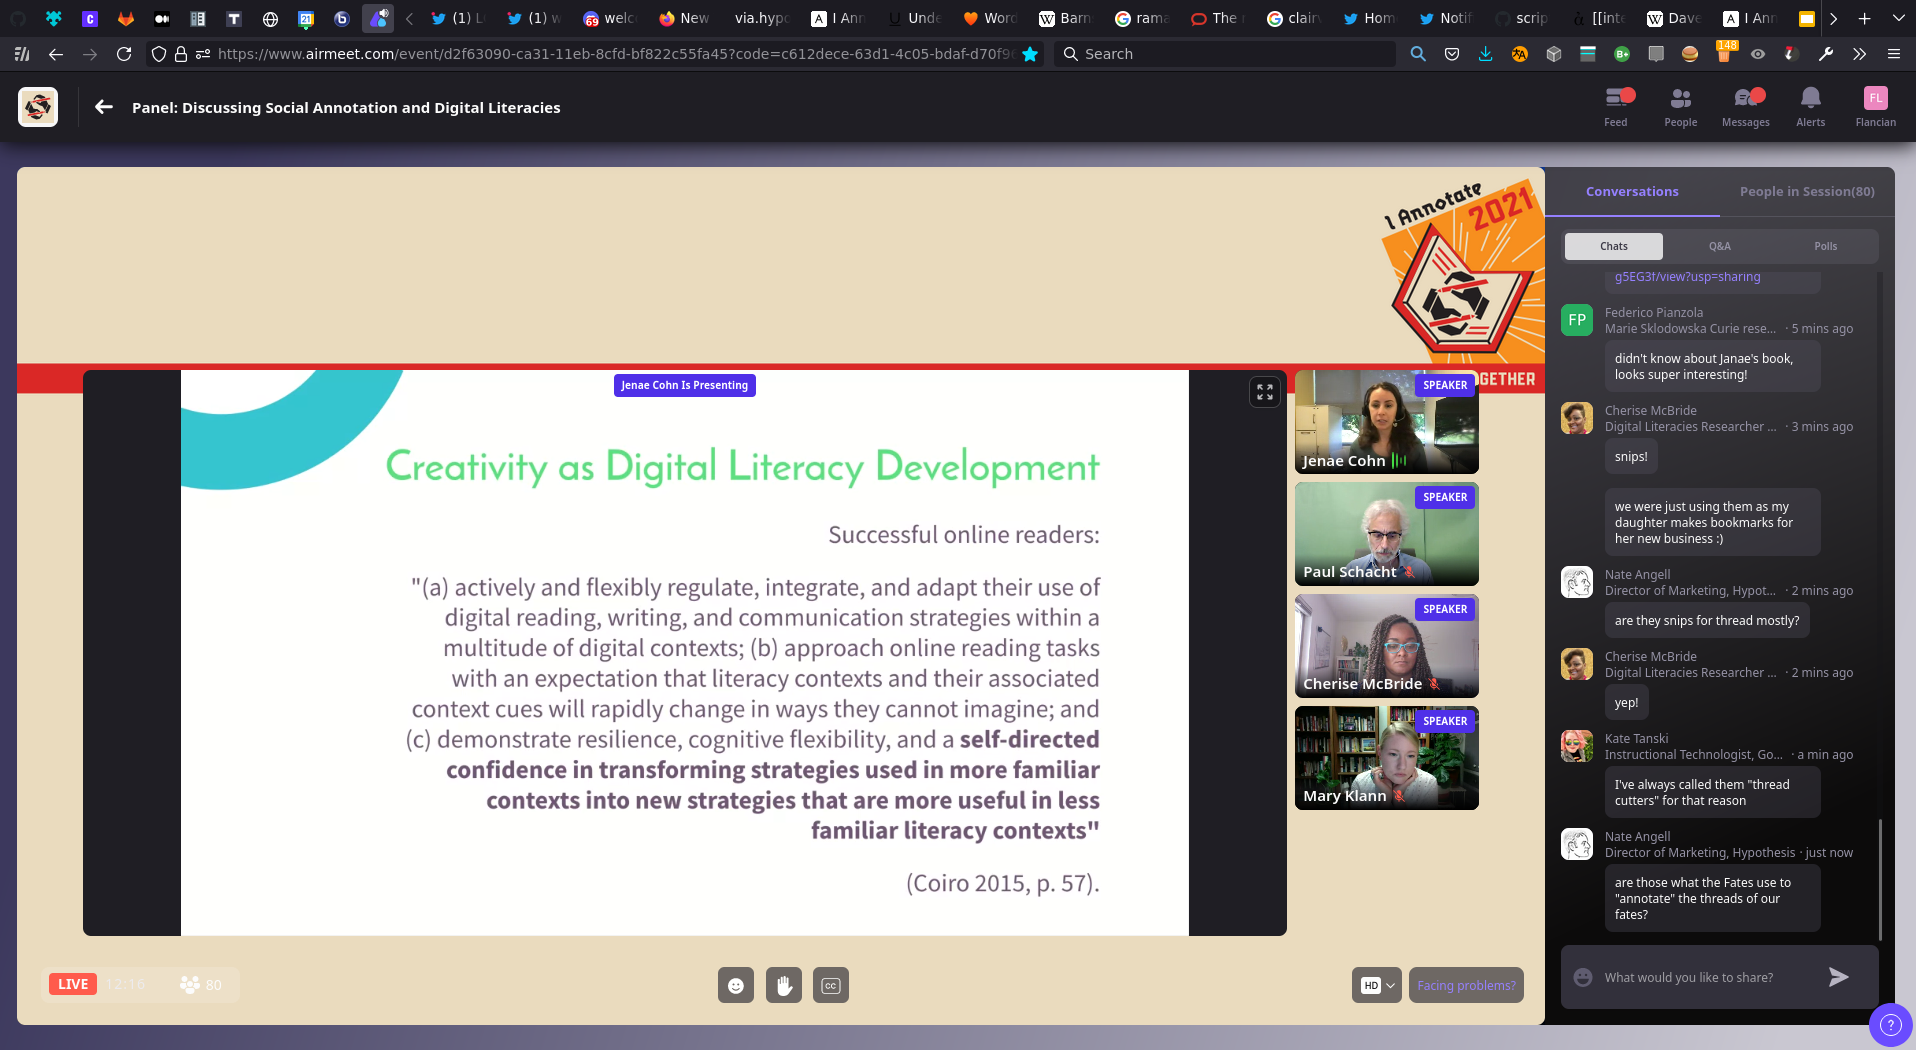 (1) L
(1) w
69
welc
New
via.hypo
I Ann
Unde
Word
Barn
rama
The r
clairv
Home
Notif
scrip
[[inte
Dave
I Ann
https://www.airmeet.com/event/d2f63090-ca31-11eb-8cfd-bf822c55fa45?code=c612dece-63d1-4c05-bdaf-d70f9
Search
148
Panel: Discussing Social Annotation and Digital Literacies
Feed
People
Messages
Alerts
FL
Flancian
I Annotate
2021
GETHER
Jenae Cohn Is Presenting
Creativity as Digital Literacy Development
Successful online readers:
"(a) actively and flexibly regulate, integrate, and adapt their use of
digital reading, writing, and communication strategies within a
multitude of digital contexts; (b) approach online reading tasks
with an expectation that literacy contexts and their associated
context cues will rapidly change in ways they cannot imagine; and
(c) demonstrate resilience, cognitive flexibility, and a self-directed
confidence in transforming strategies used in more familiar
contexts into new strategies that are more useful in less
familiar literacy contexts"
(Coiro 2015, p. 57).
SPEAKER
Jenae Cohn
SPEAKER
Paul Schacht
SPEAKER
Cherise McBride
SPEAKER
Mary Klann
LIVE
12:16
80
CC
HD
Facing problems?
Conversations
People in Session(80)
Chats
Q&A
Polls
g5EG3f/view?usp=sharing
FP
Federico Pianzola
Marie Sklodowska Curie rese... · 5 mins ago
didn't know about Janae's book,
looks super interesting!
Cherise McBride
Digital Literacies Researcher ... · 3 mins ago
snips!
we were just using them as my
daughter makes bookmarks for
her new business :)
Nate Angell
Director of Marketing, Hypot... · 2 mins ago
are they snips for thread mostly?
Cherise McBride
Digital Literacies Researcher ... · 2 mins ago
yep!
Kate Tanski
Instructional Technologist, Go... · a min ago
I've always called them "thread
cutters" for that reason
Nate Angell
Director of Marketing, Hypothesis · just now
are those what the Fates use to
"annotate" the threads of our
fates?
What would you like to share?